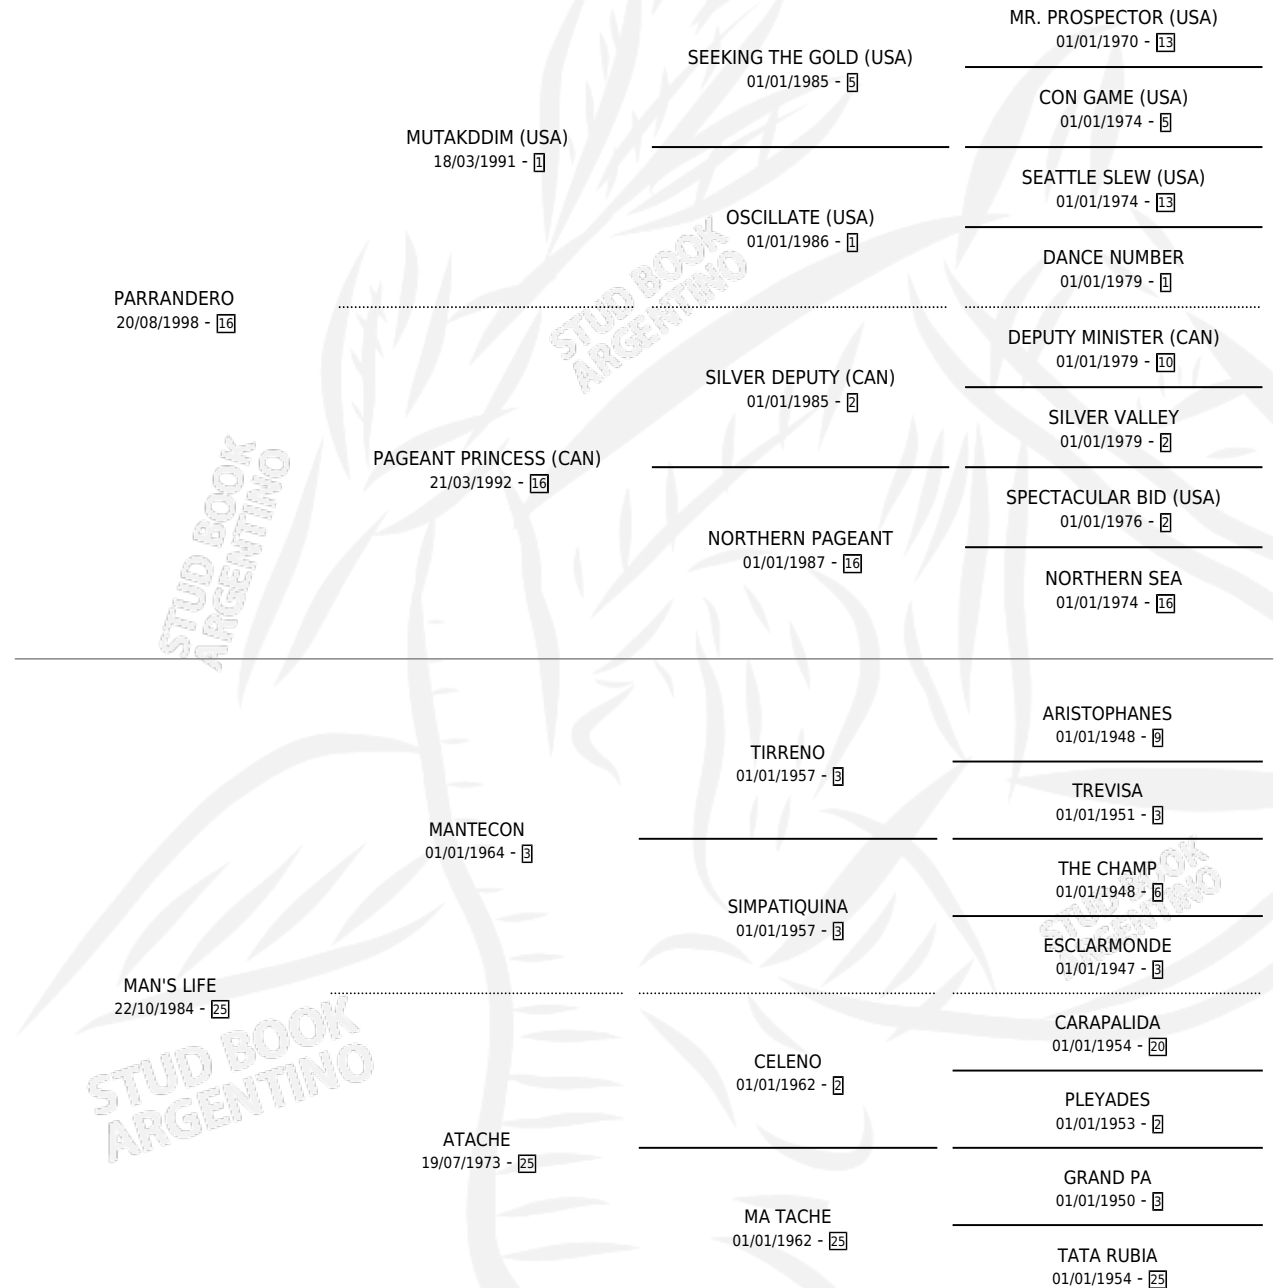 MR. PROSPECTOR (USA)
01/01/1970 - 13
SEEKING THE GOLD (USA)
01/01/1985 - 5
CON GAME (USA)
01/01/1974 - 5
MUTAKDDIM (USA)
18/03/1991 - 1
SEATTLE SLEW (USA)
01/01/1974 - 13
OSCILLATE (USA)
01/01/1986 - 1
DANCE NUMBER
01/01/1979 - 1
PARRANDERO
20/08/1998 - 16
STUD BOOK
ARGENTINO
DEPUTY MINISTER (CAN)
01/01/1979 - 10
SILVER DEPUTY (CAN)
01/01/1985 - 2
SILVER VALLEY
01/01/1979 - 2
PAGEANT PRINCESS (CAN)
21/03/1992 - 16
SPECTACULAR BID (USA)
01/01/1976 - 2
NORTHERN PAGEANT
01/01/1987 - 16
NORTHERN SEA
01/01/1974 - 16
STUD BOOK
ARGENTINO
ARISTOPHANES
01/01/1948 - 9
TIRRENO
01/01/1957 - 3
TREVISA
01/01/1951 - 3
MANTECON
01/01/1964 - 3
THE CHAMP
01/01/1948 - 6
SIMPATIQUINA
01/01/1957 - 3
ESCLARMONDE
01/01/1947 - 3
STUD BOOK
ARGENTINO
MAN'S LIFE
22/10/1984 - 25
STUD BOOK
ARGENTINO
CARAPALIDA
01/01/1954 - 20
CELENO
01/01/1962 - 2
PLEYADES
01/01/1953 - 2
ATACHE
19/07/1973 - 25
GRAND PA
01/01/1950 - 3
MA TACHE
01/01/1962 - 25
TATA RUBIA
01/01/1954 - 25